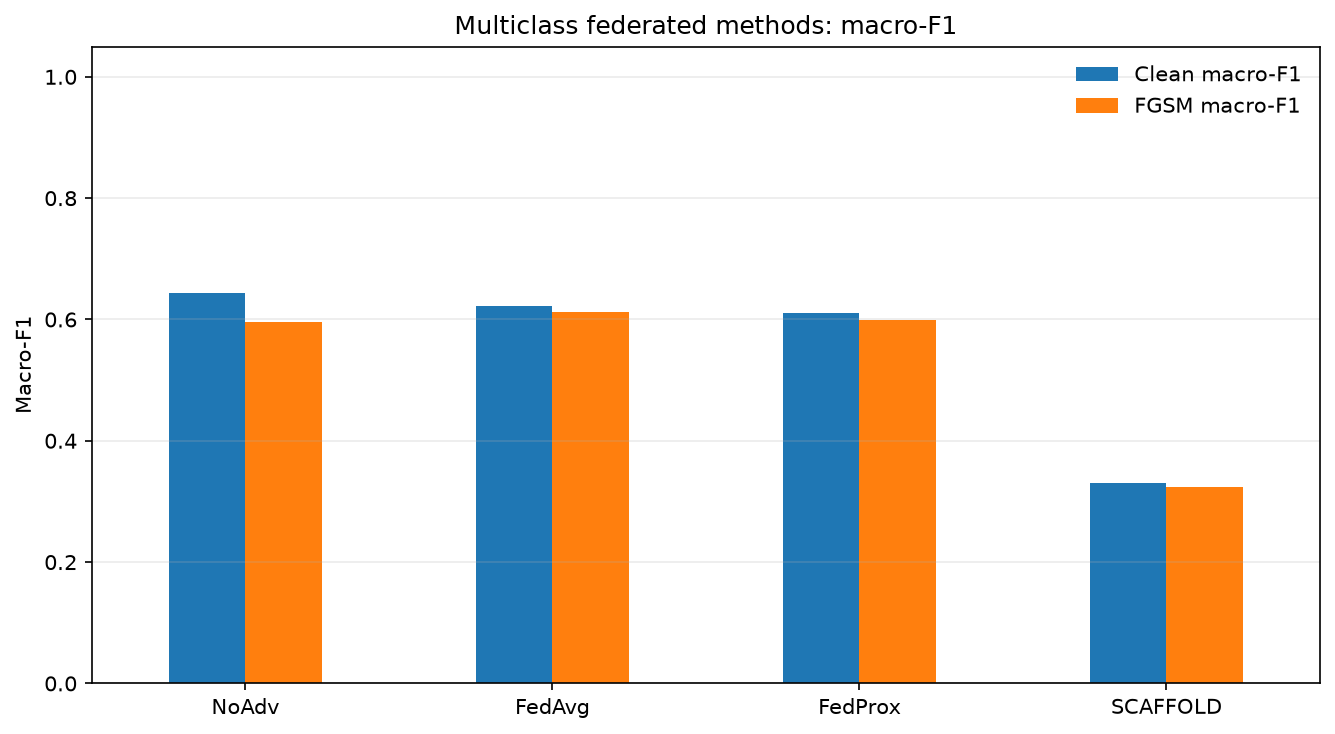 Multiclass federated methods: macro-F1
Clean macro-F1
FGSM macro-F1
Macro-F1
1.0
0.8
0.6
0.4
0.2
0.0
NoAdv
FedAvg
FedProx
SCAFFOLD